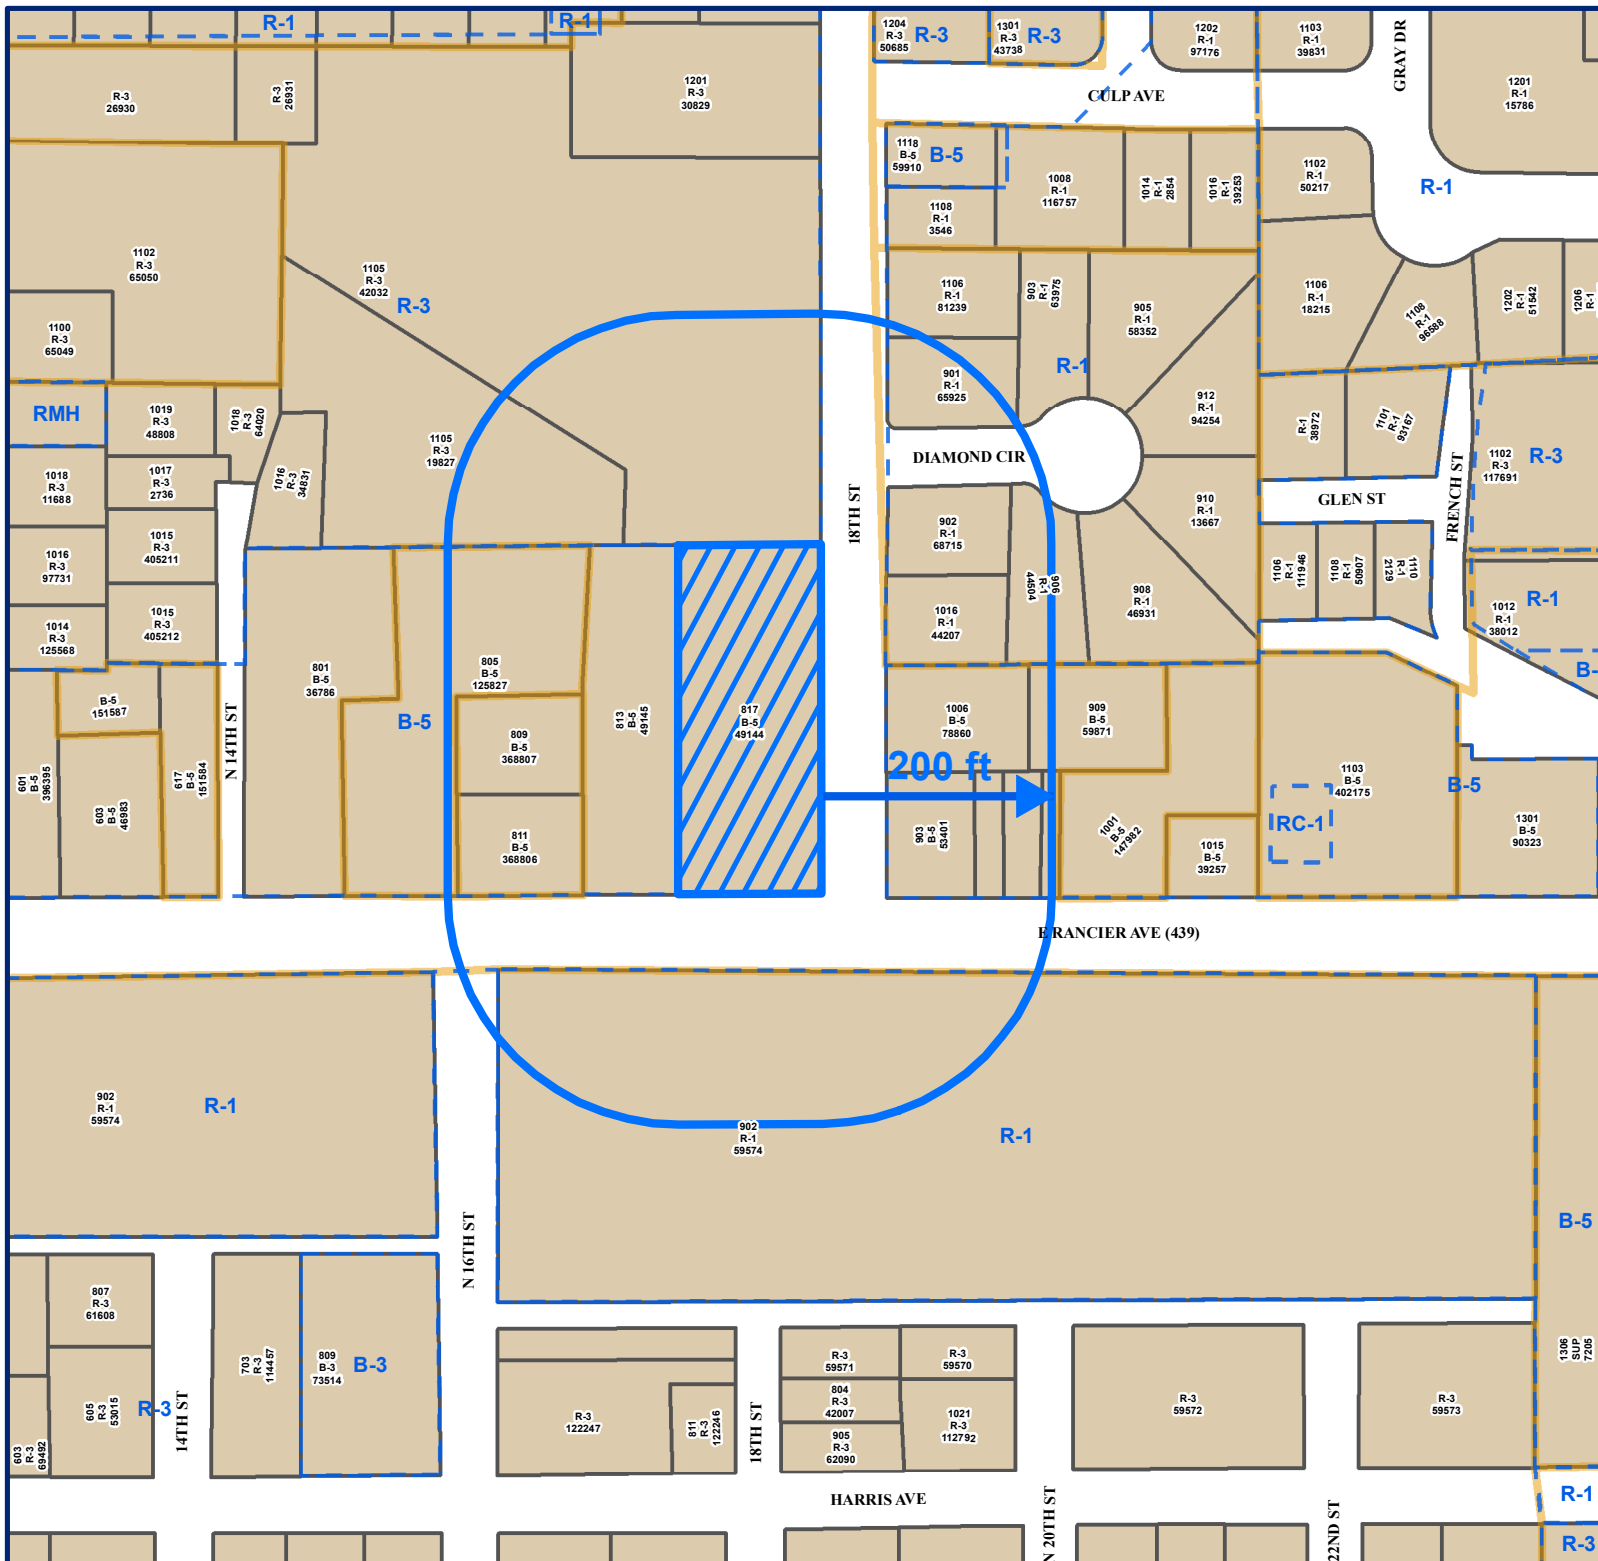 R-1
R-1
1204
R-3
50685
R-3
1301
R-3
43738
R-3
1202
R-1
97176
1103
R-1
39831
GRAY DR
1201
R-1
15786
R-3
26930
R-3
26931
1201
R-3
30829
CULP AVE
1118
B-5
59910
B-5
1008
R-1
116757
1014
R-1
2854
1016
R-1
39253
1102
R-1
50217
R-1
1108
R-1
3546
1102
R-3
65050
1105
R-3
42032
R-3
1106
R-1
81239
903
R-1
63975
905
R-1
58352
1106
R-1
18215
1108
R-1
96588
1202
R-1
51542
1206
R-1
1100
R-3
65049
R-1
901
R-1
65925
912
R-1
94254
RMH
1019
R-3
48808
1018
R-3
64020
1105
R-3
19827
R-1
38972
1101
R-1
93167
1102
R-3
117691
R-3
DIAMOND CIR
1018
R-3
11688
1017
R-3
2736
1016
R-3
34831
18TH ST
GLEN ST
FRENCH ST
910
R-1
13667
902
R-1
68715
1016
R-3
97731
1015
R-3
405211
906
R-1
44504
908
R-1
46931
1106
R-1
111946
1108
R-1
50907
1110
R-1
2129
R-1
1012
R-1
38012
1014
R-3
125568
1015
R-3
405212
1016
R-1
44207
B-
801
B-5
36786
805
B-5
125827
B-5
151587
N 14TH ST
B-5
813
B-5
49145
817
B-5
49144
1006
B-5
78860
909
B-5
59871
809
B-5
368807
200 ft
601
B-5
396395
603
B-5
46983
617
B-5
151584
1103
B-5
402175
B-5
RC-1
811
B-5
368806
903
B-5
53401
1001
B-5
147982
1015
B-5
39257
1301
B-5
90323
E RANCIER AVE (439)
902
R-1
59574
R-1
902
R-1
59574
R-1
N 16TH ST
B-5
807
R-3
61608
605
R-3
53015
R-3
603
R-3
69492
14TH ST
703
R-3
114457
809
B-3
73514
B-3
R-3
122247
811
R-3
122246
18TH ST
R-3
59571
R-3
59570
804
R-3
42007
1021
R-3
112792
905
R-3
62090
R-3
59572
R-3
59573
1306
SUP
7205
HARRIS AVE
N 20TH ST
22ND ST
R-1
R-3